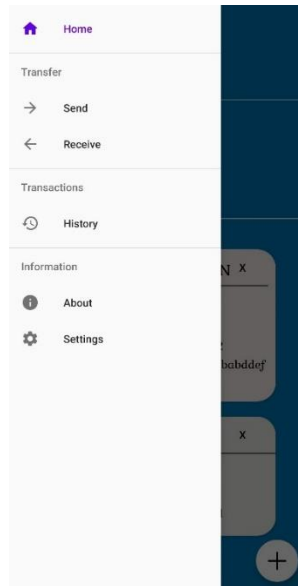 Home
Transfer
Send
Receive
Transactions
History
Information
About
Settings
N X
babddef
X